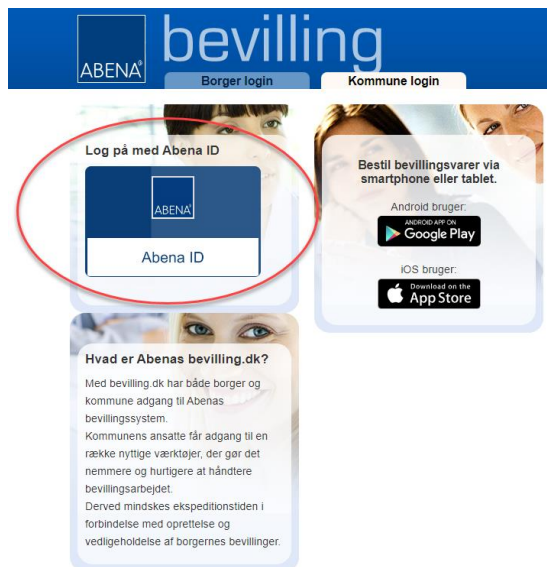 ABENA®
bevilling
Borger login
Kommune login
Log på med Abena ID
ABENA
Abena ID
Bestil bevillingsvarer via
smartphone eller tablet.
Android bruger:
ANDROID APP ON
Google Play
iOS bruger:
Download on the
App Store
Hvad er Abenas bevilling.dk?
Med bevilling.dk har både borger og
kommune adgang til Abenas
bevillingssystem.
Kommunens ansatte får adgang til en
række nyttige værktøjer, der gør det
nemmere og hurtigere at håndtere
bevillingsarbejdet.
Derved mindskes ekspeditionstiden i
forbindelse med oprettelse og
vedligeholdelse af borgernes bevillinger.